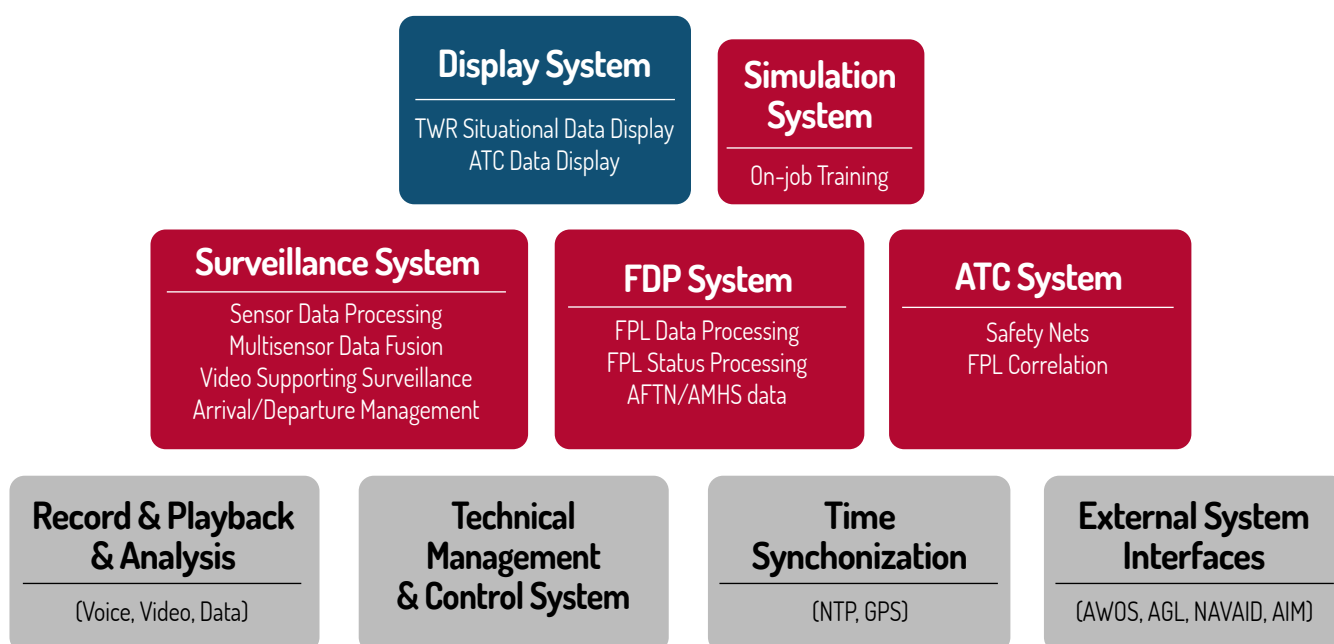 Display System
TWR Situational Data Display
ATC Data Display
Simulation
System
On-job Training
Surveillance System
Sensor Data Processing
Multisensor Data Fusion
Video Supporting Surveillance
Arrival/Departure Management
FDP System
FPL Data Processing
FPL Status Processing
AFTN/AMHS data
ATC System
Safety Nets
FPL Correlation
Record & Playback
& Analysis
(Voice, Video, Data)
Technical
Management
& Control System
Time
Synchonization
(NTP, GPS)
External System
Interfaces
(AWOS, AGL, NAVAID, AIM)